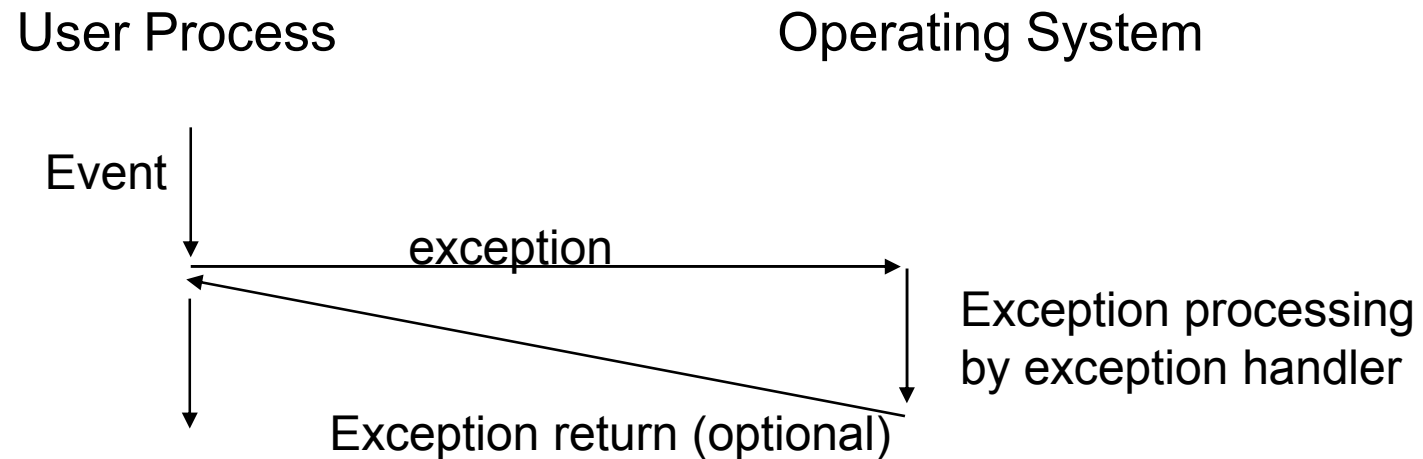 User Process
Operating System
Event
exception
Exception processing
by exception handler
Exception return (optional)